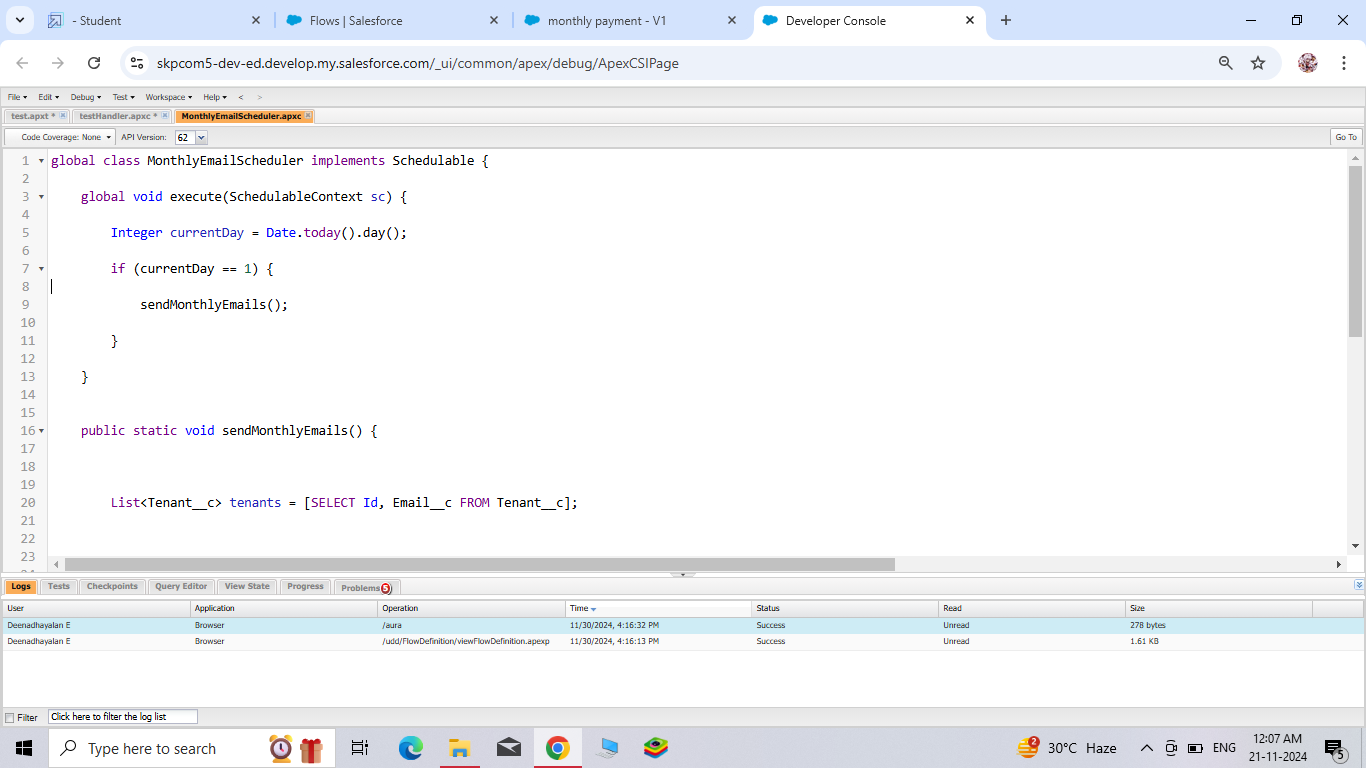 - Student
Flows | Salesforce
monthly payment - V1
Developer Console
skpcom5-dev-ed.develop.my.salesforce.com/_ui/common/apex/debug/ApexCSIPage
File Edit Debug Test Workspace Help < >
test.apxt * testHandler.apxc * MonthlyEmailScheduler.apxc
Code Coverage: None API Version: 62 Go To
1 global class MonthlyEmailScheduler implements Schedulable {
2
3 global void execute(SchedulableContext sc) {
4
5 Integer currentDay = Date.today().day();
6
7 if (currentDay == 1) {
8
9 sendMonthlyEmails();
10
11 }
12
13 }
14
15
16 public static void sendMonthlyEmails() {
17
18
19
20 List<Tenant__c> tenants = [SELECT Id, Email__c FROM Tenant__c];
21
22
23
Logs Tests Checkpoints Query Editor View State Progress Problems 5
User Application Operation Time Status Read Size
Deenadhayalan E Browser /aura 11/30/2024, 4:16:32 PM Success Unread 278 bytes
Deenadhayalan E Browser /udd/FlowDefinition/viewFlowDefinition.apexp 11/30/2024, 4:16:13 PM Success Unread 1.61 KB
Filter Click here to filter the log list
Type here to search
2 30°C Haze ENG 12:07 AM
21-11-2024 5